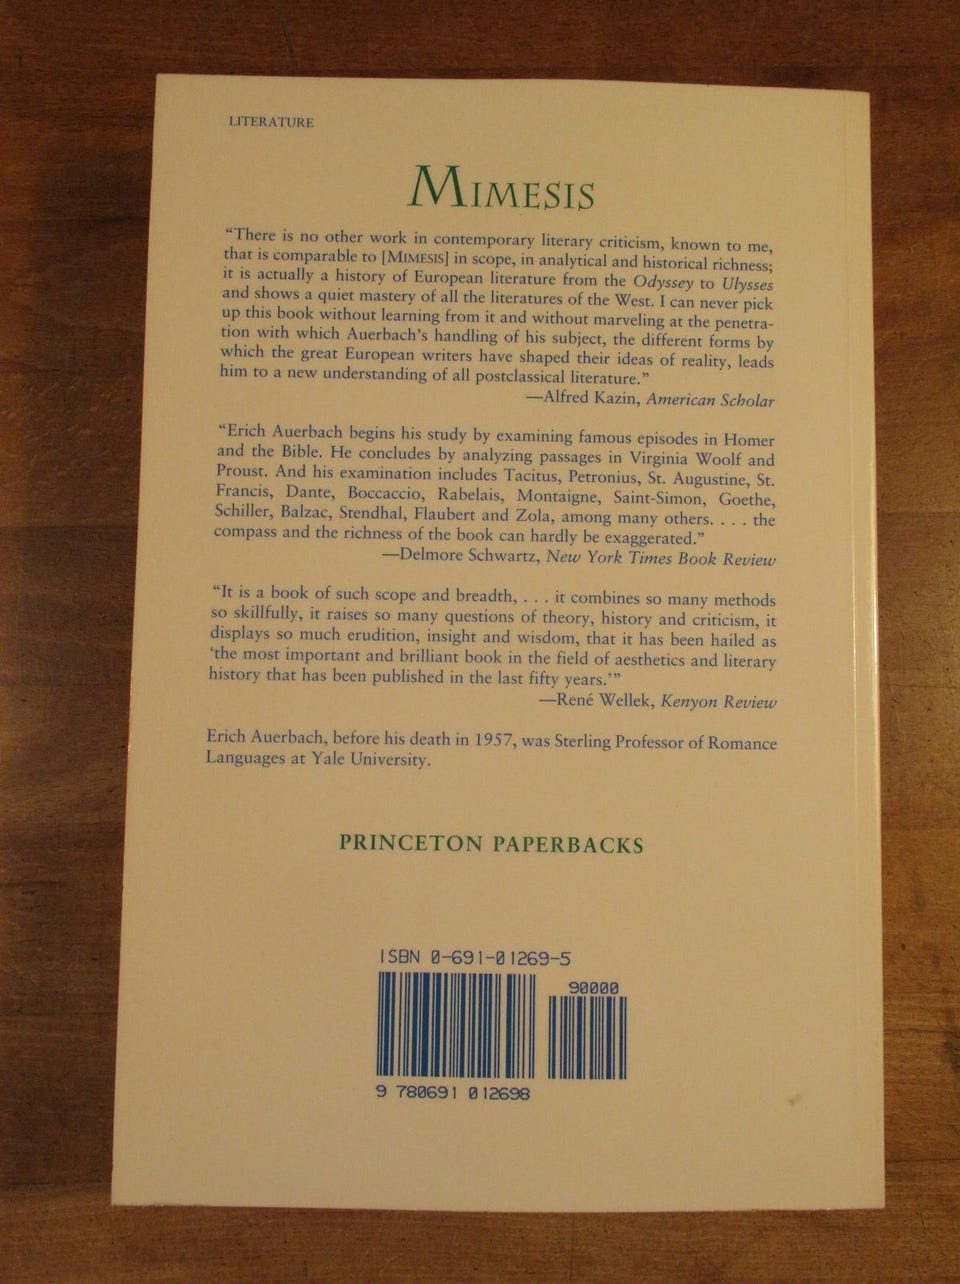 LITERATURE
MIMESIS
“There is no other work in contemporary literary criticism, known to me,
that is comparable to [MIMESIS] in scope, in analytical and historical richness;
it is actually a history of European literature from the Odyssey to Ulysses
and shows a quiet mastery of all the literatures of the West. I can never pick
up this book without learning from it and without marveling at the penetra-
tion with which Auerbach’s handling of his subject, the different forms by
which the great European writers have shaped their ideas of reality, leads
him to a new understanding of all postclassical literature.”
—Alfred Kazin, American Scholar
“Erich Auerbach begins his study by examining famous episodes in Homer
and the Bible. He concludes by analyzing passages in Virginia Woolf and
Proust. And his examination includes Tacitus, Petronius, St. Augustine, St.
Francis, Dante, Boccaccio, Rabelais, Montaigne, Saint-Simon, Goethe,
Schiller, Balzac, Stendhal, Flaubert and Zola, among many others. . . . the
compass and the richness of the book can hardly be exaggerated.”
—Delmore Schwartz, New York Times Book Review
“It is a book of such scope and breadth, . . . it combines so many methods
so skillfully, it raises so many questions of theory, history and criticism, it
displays so much erudition, insight and wisdom, that it has been hailed as
‘the most important and brilliant book in the field of aesthetics and literary
history that has been published in the last fifty years.’”
—René Wellek, Kenyon Review
Erich Auerbach, before his death in 1957, was Sterling Professor of Romance
Languages at Yale University.
PRINCETON PAPERBACKS
ISBN 0-691-01269-5
90000
9 780691 012698